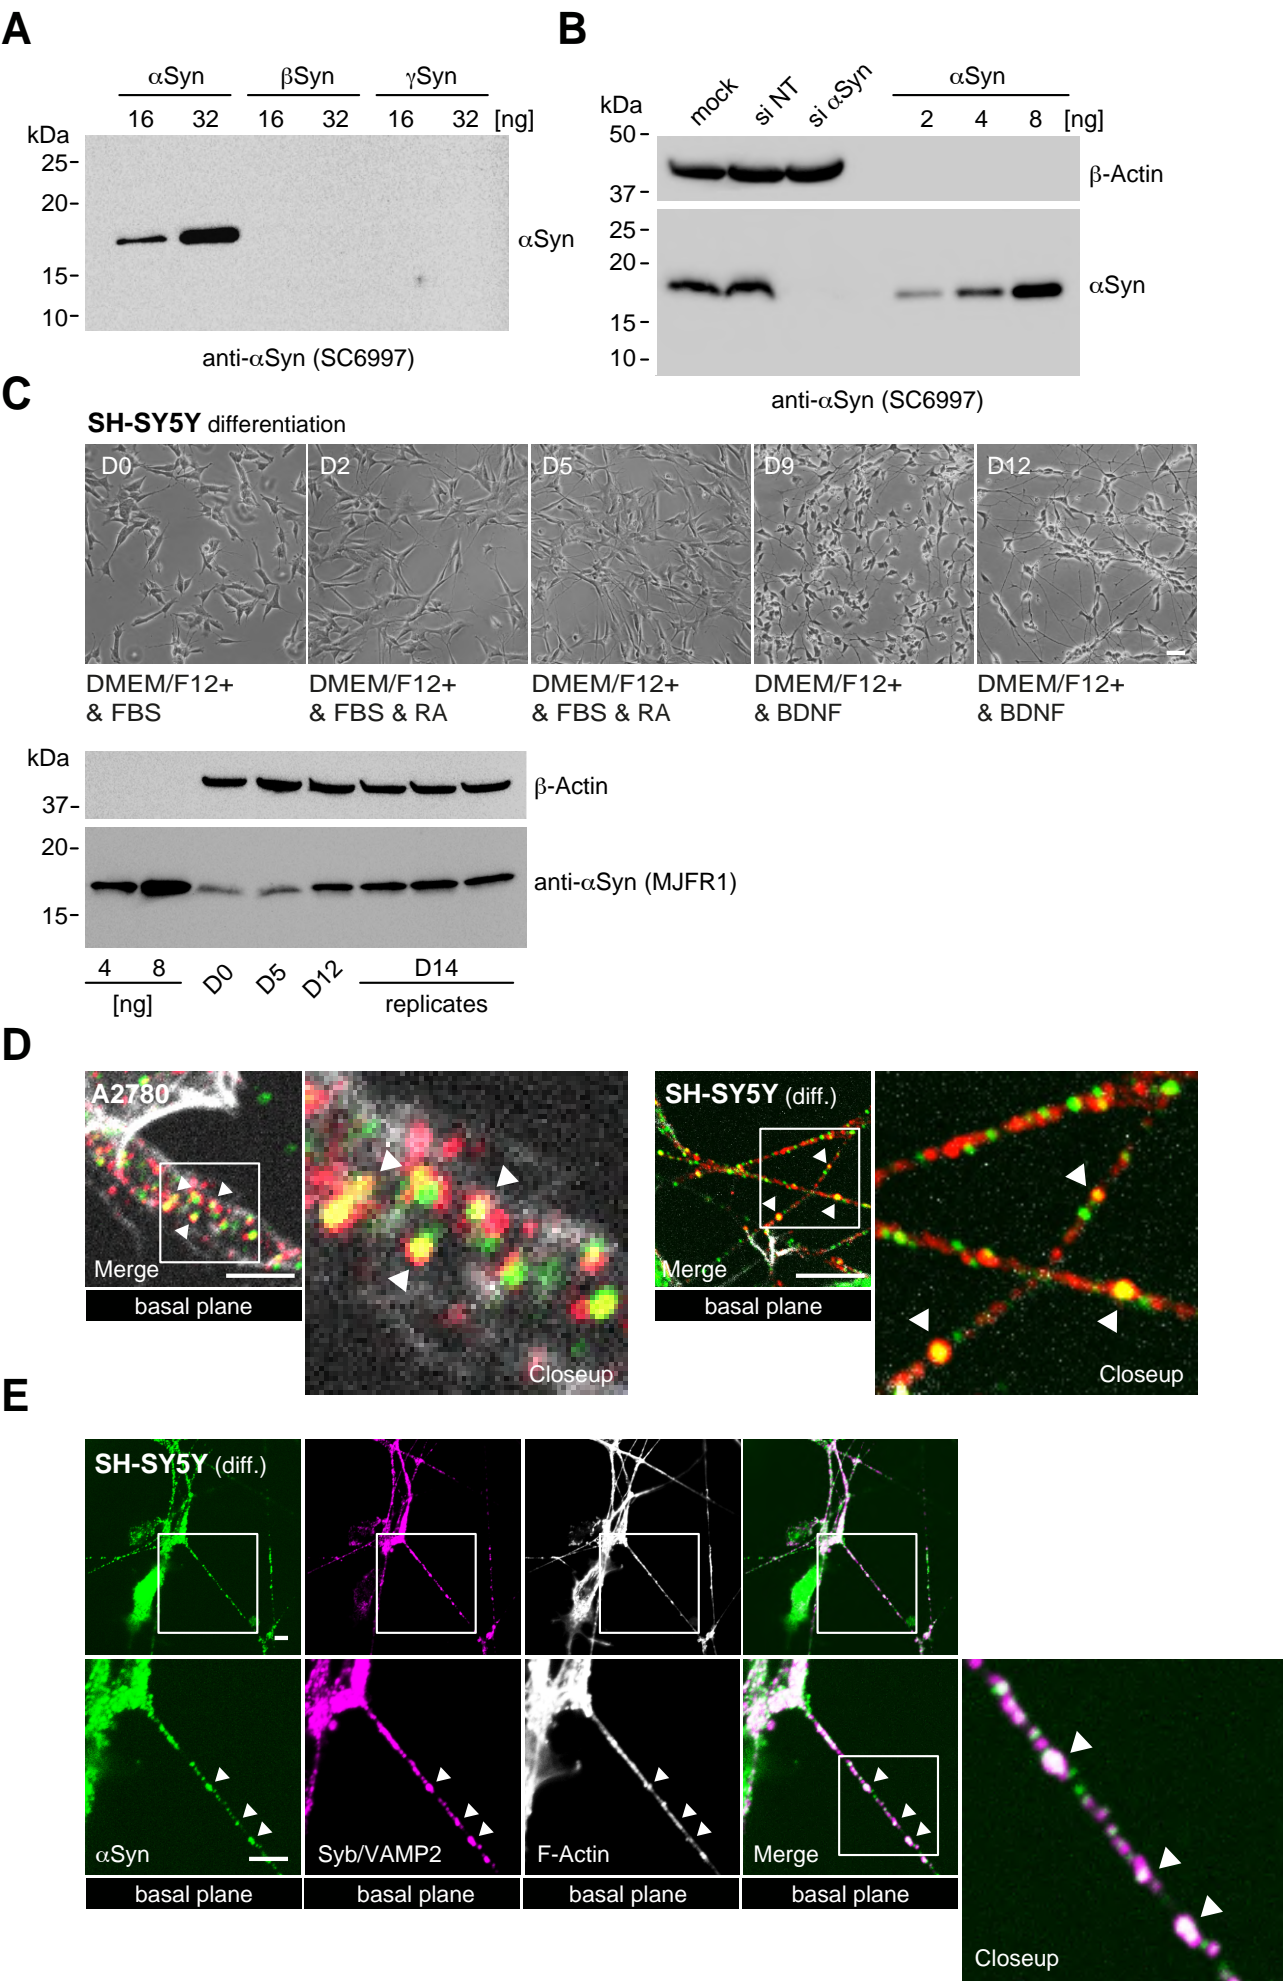 A
αSyn βSyn γSyn
16 32 16 32 16 32 [ng]
kDa
25
20
15
10
αSyn
anti-αSyn (SC6997)
B
mock si NT si αSyn αSyn
kDa 2 4 8 [ng]
50
37
β-Actin
25
20
15
10
αSyn
anti-αSyn (SC6997)
C
SH-SY5Y differentiation
D0 D2 D5 D9 D12
DMEM/F12+ DMEM/F12+ DMEM/F12+ DMEM/F12+ DMEM/F12+
& FBS & FBS & RA & FBS & RA & BDNF & BDNF
kDa
37
β-Actin
20
15
anti-αSyn (MJFR1)
4 8 D0 D5 D12 D14
[ng] replicates
D
A2780
Merge
basal plane
Closeup
SH-SY5Y (diff.)
Merge
basal plane
Closeup
E
SH-SY5Y (diff.)
αSyn Syb/VAMP2 F-Actin Merge
basal plane basal plane basal plane basal plane
Closeup